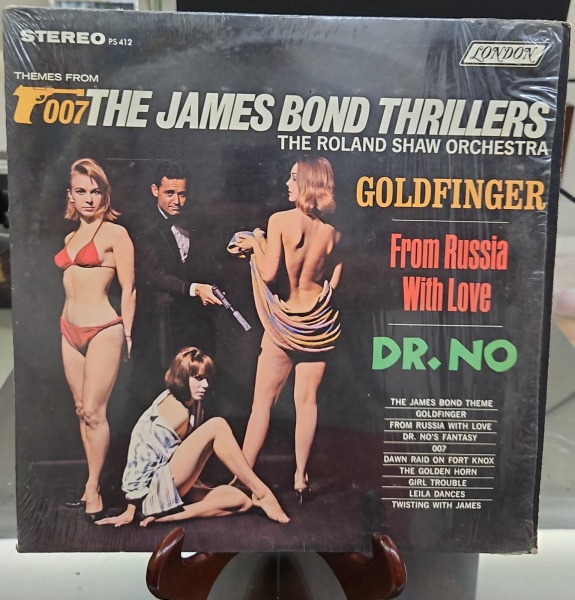 STEREO PS 412
LONDON
THEMES FROM
007 THE JAMES BOND THRILLERS
THE ROLAND SHAW ORCHESTRA
GOLDFINGER
From Russia
With Love
DR. NO
THE JAMES BOND THEME
GOLDFINGER
FROM RUSSIA WITH LOVE
DR. NO'S FANTASY
007
DAWN RAID ON FORT KNOX
THE GOLDEN HORN
GIRL TROUBLE
LEILA DANCES
TWISTING WITH JAMES